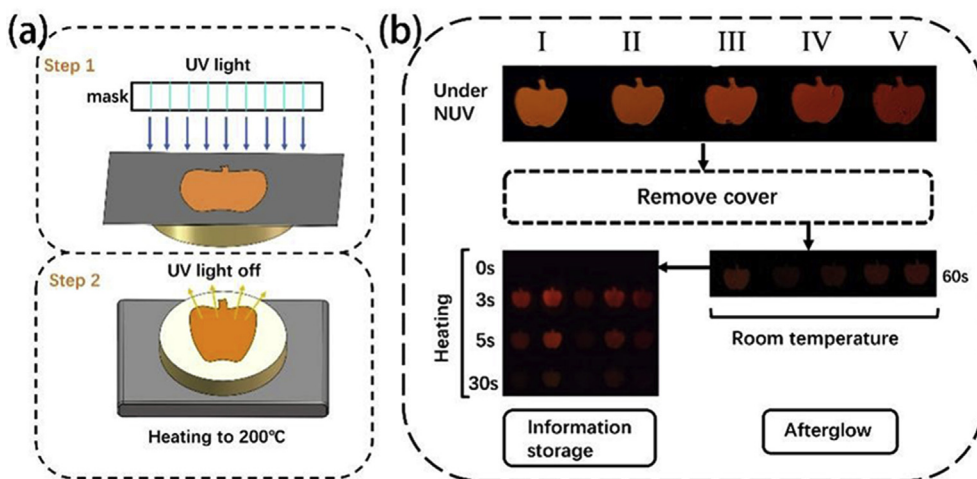 (a)
Step 1
UV light
mask
Step 2
UV light off
Heating to 200℃
(b)
I II III IV V
Under
NUV
Remove cover
Heating
0s
3s
5s
30s
60s
Room temperature
Information
storage
Afterglow